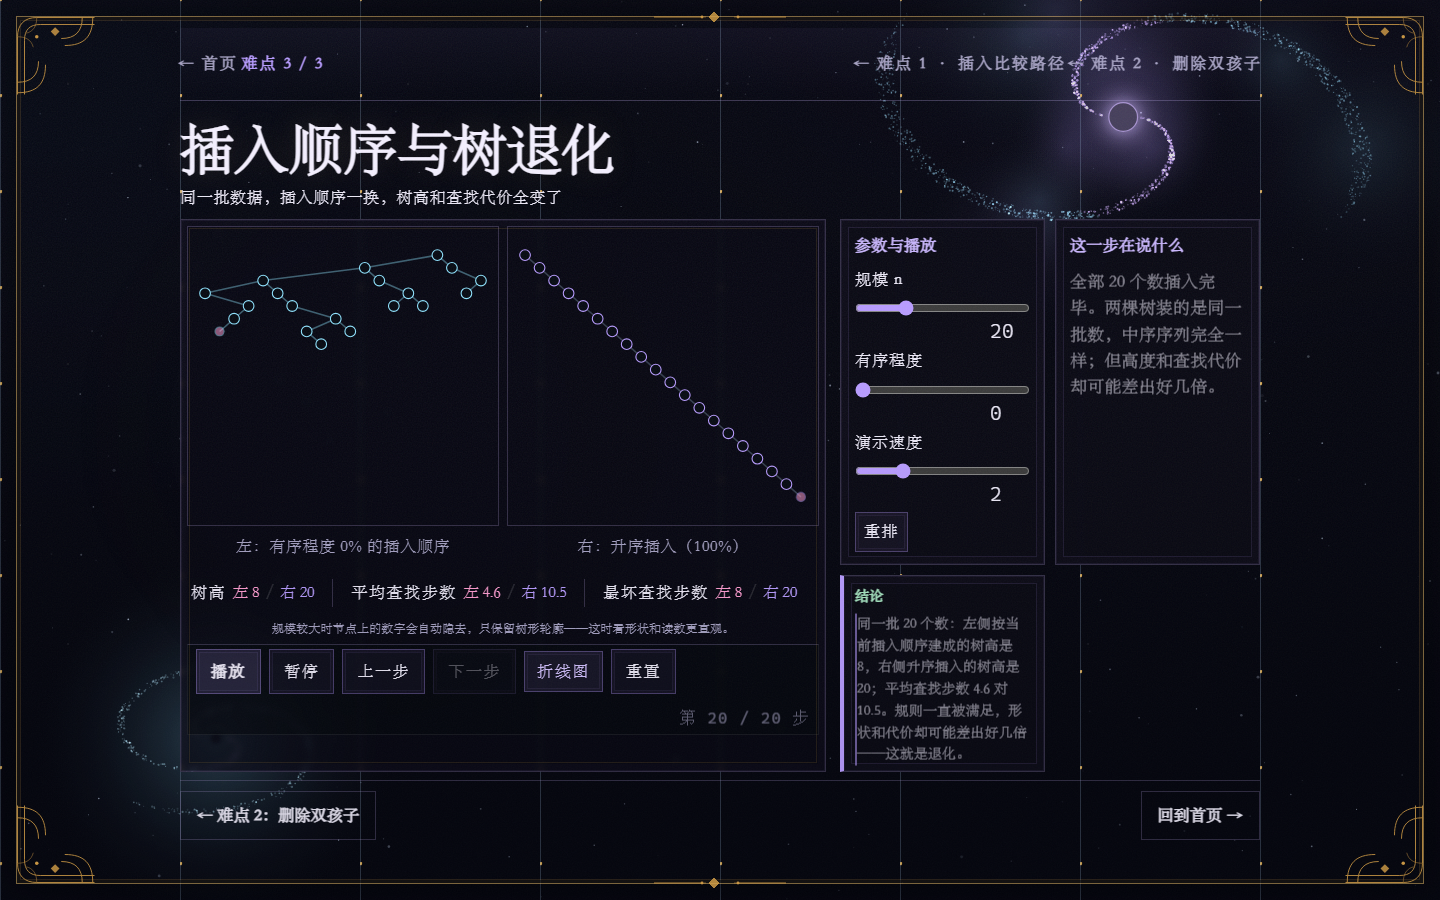 ← 首页 难点 3 / 3
← 难点 1 · 插入比较路径 ← 难点 2 · 删除双孩子
插入顺序与树退化
同一批数据，插入顺序一换，树高和查找代价全变了
左：有序程度 0% 的插入顺序
右：升序插入（100%）
树高 左 8 / 右 20
平均查找步数 左 4.6 / 右 10.5
最坏查找步数 左 8 / 右 20
规模较大时节点上的数字会自动隐去，只保留树形轮廓——这时看形状和读数更直观。
播放 暂停 上一步 下一步 折线图 重置
第 20 / 20 步
参数与播放
规模 n
20
有序程度
0
演示速度
2
重排
这一步在说什么
全部 20 个数插入完
毕。两棵树装的是同一
批数，中序序列完全一
样；但高度和查找代价
却可能差出好几倍。
结论
同一批 20 个数：左侧按当
前插入顺序建成的树高是
8，右侧升序插入的树高是
20；平均查找步数 4.6 对
10.5。规则一直被满足，形
状和代价却可能差出好几倍
——这就是退化。
← 难点 2：删除双孩子
回到首页 →